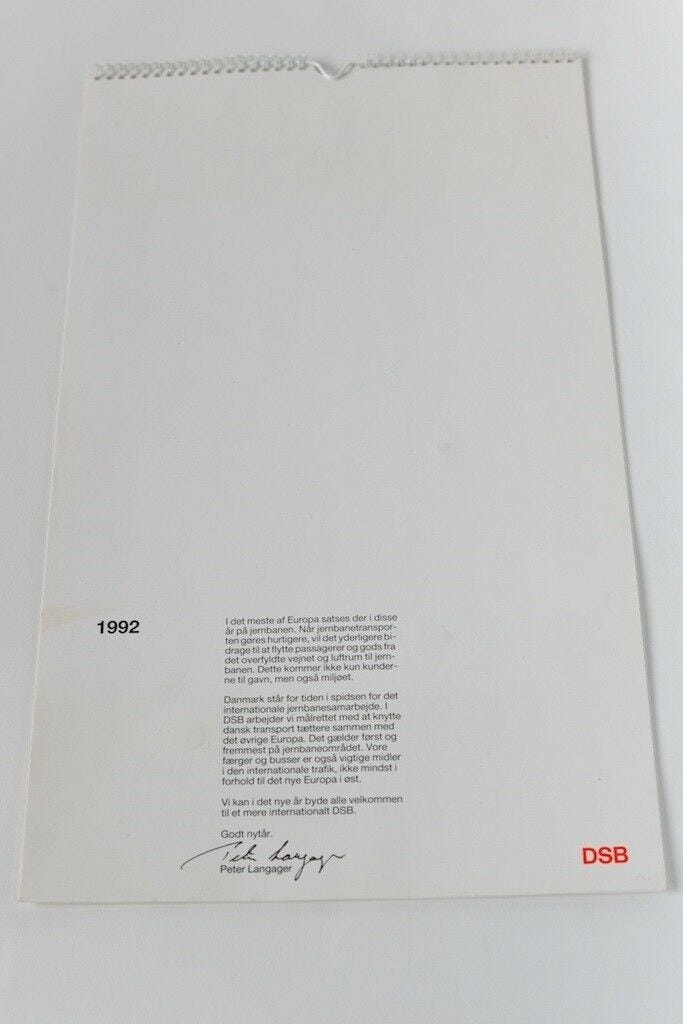 1992
I det meste af Europa satses der i disse
år på jernbanen. Når jernbanetranspor-
ten gøres hurtigere, vil det yderligere bi-
drage til at flytte passagerer og gods fra
det overfyldte vejnet og luftrum til jern-
banen. Dette kommer ikke kun kunder-
ne til gavn, men også miljøet.
Danmark står for tiden i spidsen for det
internationale jernbanesamarbejde. I
DSB arbejder vi målrettet med at knytte
dansk transport tættere sammen med
det øvrige Europa. Det gælder først og
fremmest på jernbaneområdet. Vore
færger og busser er også vigtige midler
i den internationale trafik, ikke mindst i
forhold til det nye Europa i øst.
Vi kan i det nye år byde alle velkommen
til et mere internationalt DSB.
Godt nytår.
Peter Langager
Peter Langager
DSB